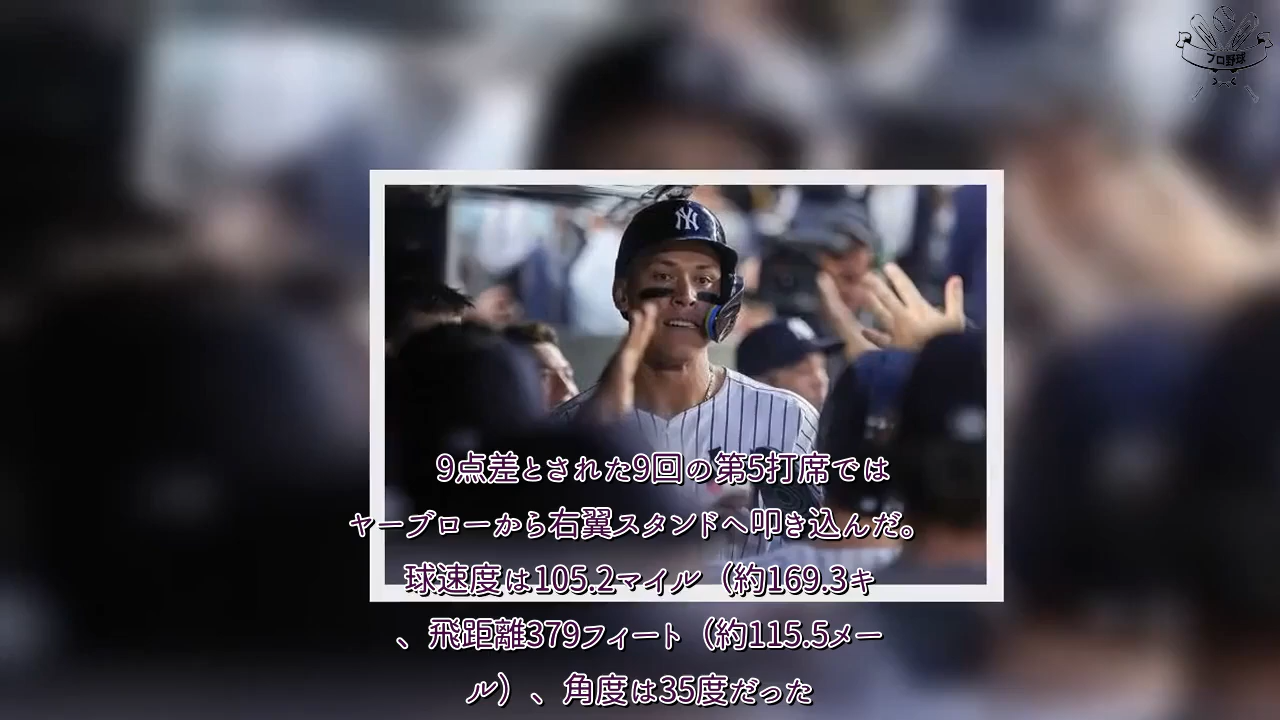 プロ野球
NY
9点差とされた9回の第5打席では
ヤーブローから右翼スタンドへ叩き込んだ。
球速度は105.2マイル（約169.3キ
、飛距離379フィート（約115.5メー
ル）、角度は35度だった